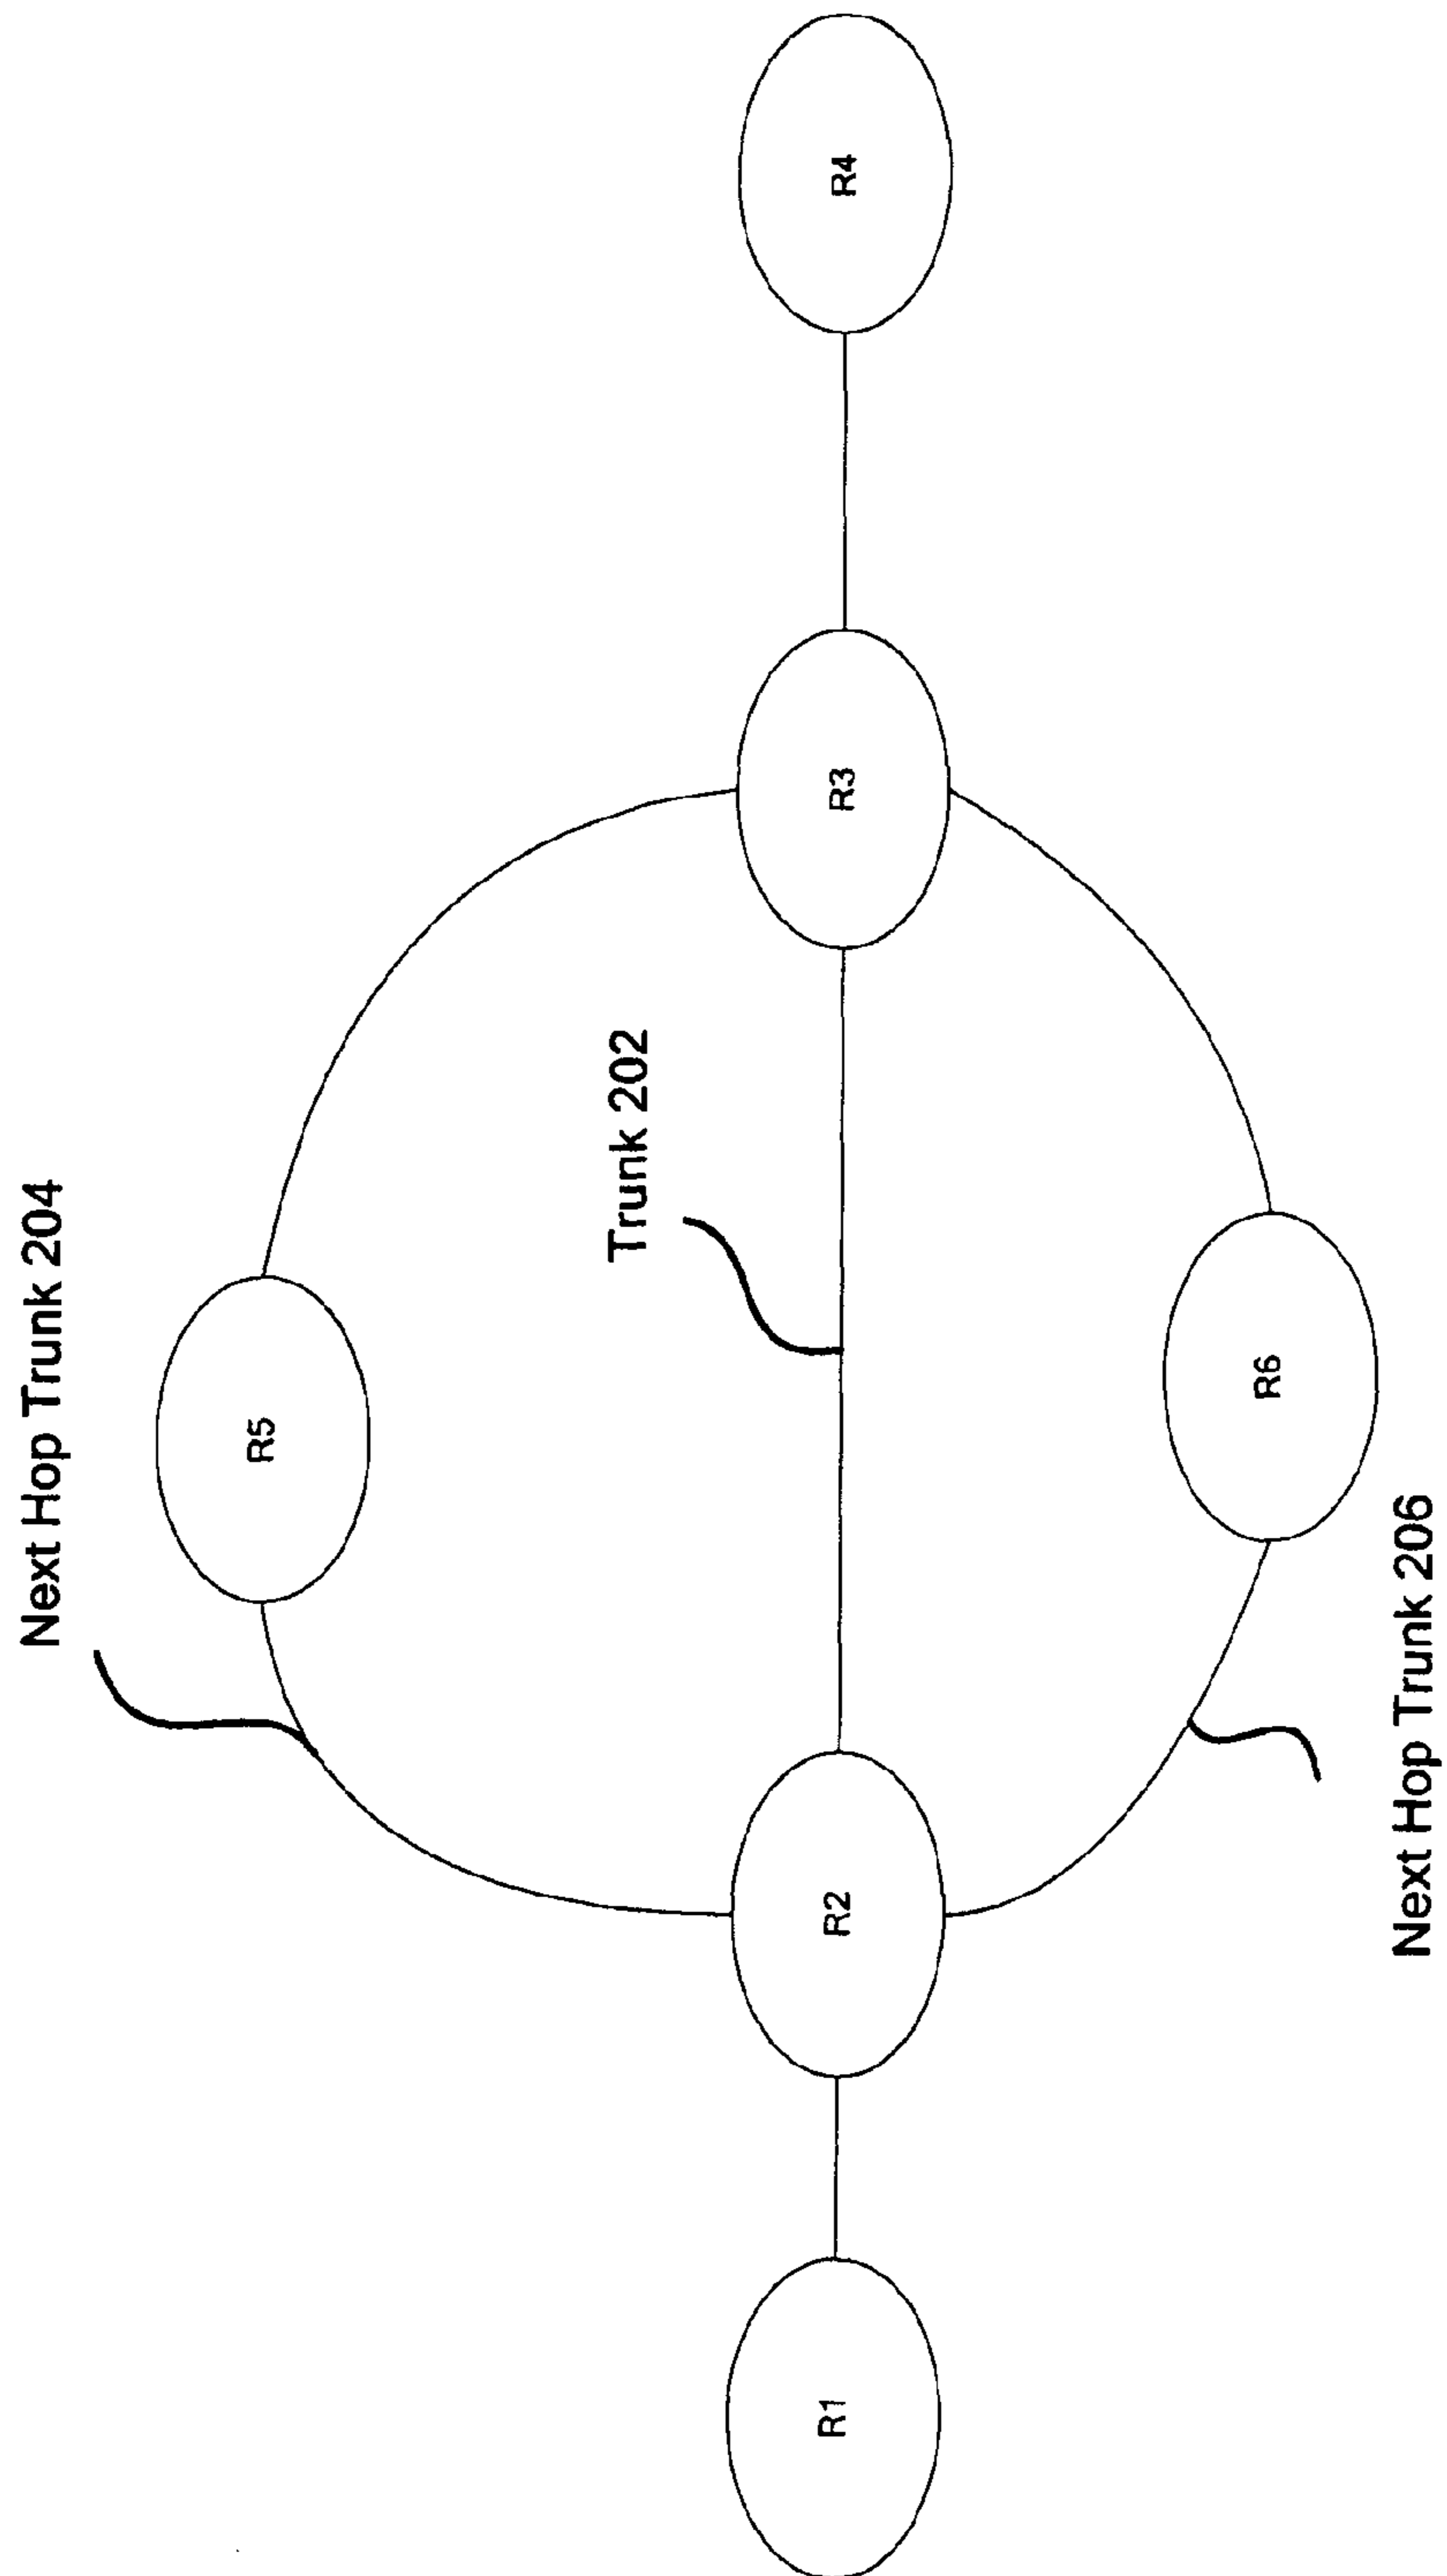 Next Hop Trunk 204
R5
Trunk 202
R1
R2
R3
R4
R6
Next Hop Trunk 206